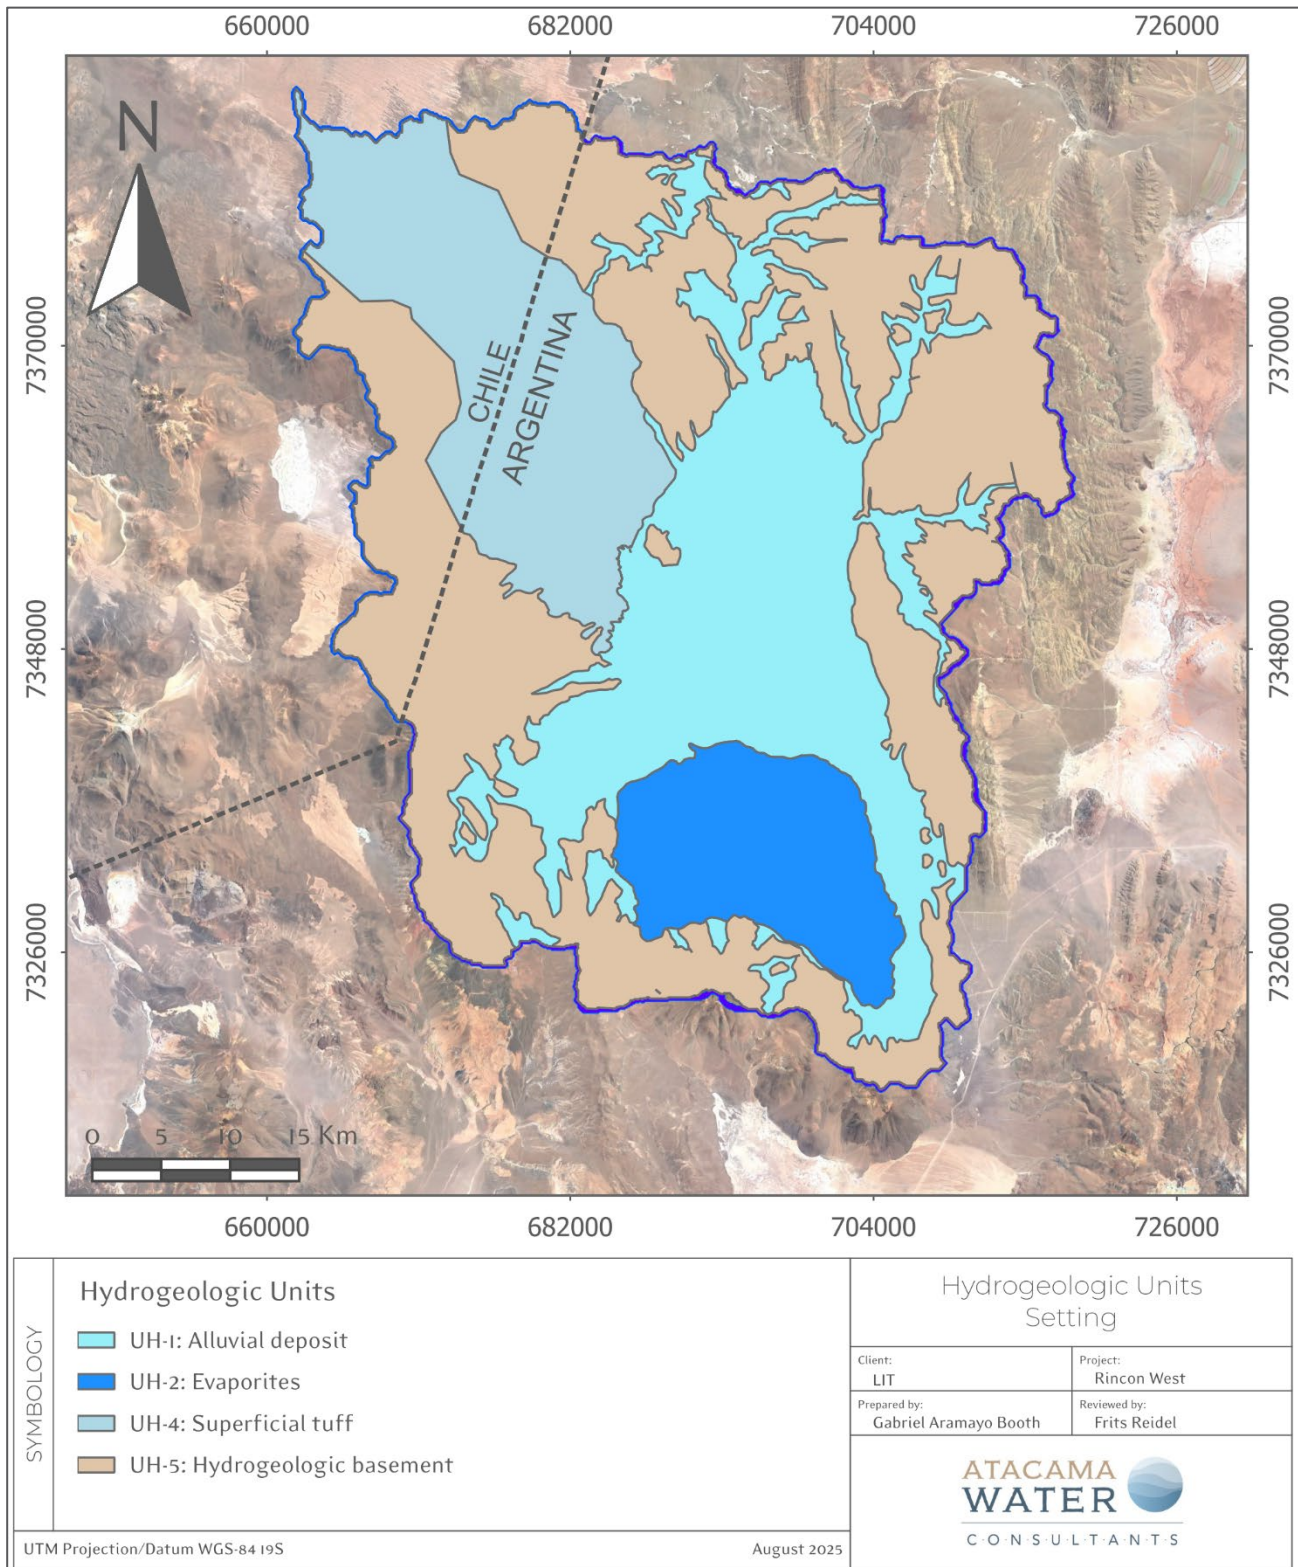 660000 682000 704000 726000
N
7370000 7370000
CHILE
ARGENTINA
7348000 7348000
7326000 7326000
0 5 10 15 Km
660000 682000 704000 726000
SYMBOLOGY
Hydrogeologic Units
UH-1: Alluvial deposit
UH-2: Evaporites
UH-4: Superficial tuff
UH-5: Hydrogeologic basement
UTM Projection/Datum WGS-84 19S
August 2025
Hydrogeologic Units
Setting
Client:
LIT
Project:
Rincon West
Prepared by:
Gabriel Aramayo Booth
Reviewed by:
Frits Reidel
ATACAMA
WATER
C·O·N·S·U·L·T·A·N·T·S